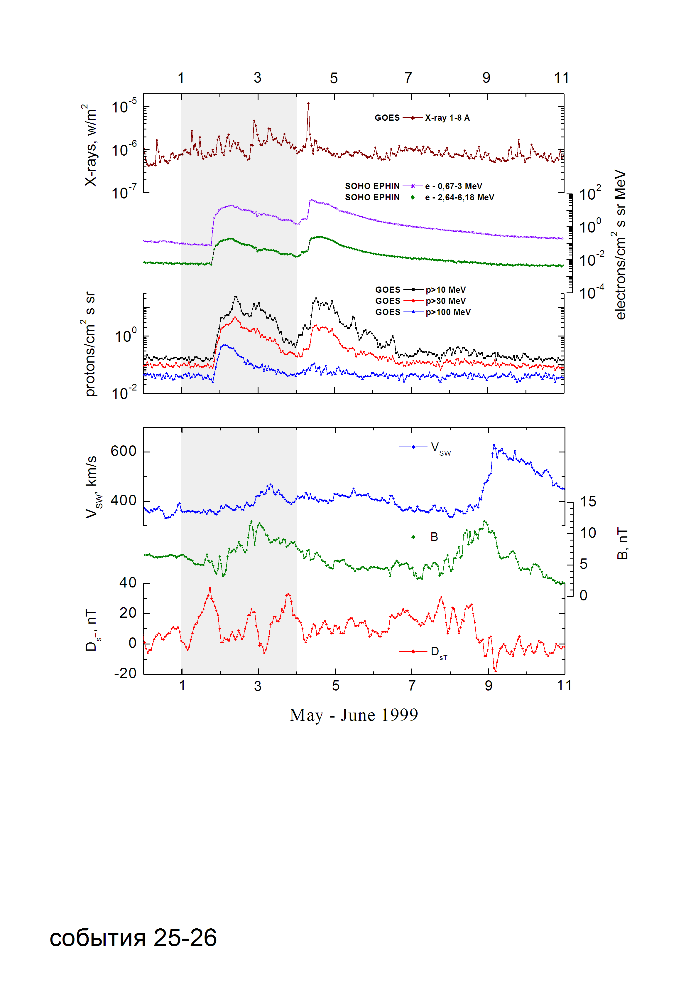 1 3 5 7 9 11
X-rays, w/m²
10⁻⁵
10⁻⁶
10⁻⁷
GOES X-ray 1-8 A
SOHO EPHIN e - 0,67-3 MeV
SOHO EPHIN e - 2,64-6,18 MeV
10²
10⁰
10⁻²
10⁻⁴
electrons/cm² s sr MeV
GOES p>10 MeV
GOES p>30 MeV
GOES p>100 MeV
protons/cm² s sr
10⁰
10⁻²
V_SW, km/s
600
400
V_SW
15
10
5
0
B, nT
B
D_sT, nT
40
20
0
-20
D_sT
1 3 5 7 9 11
May - June 1999
события 25-26